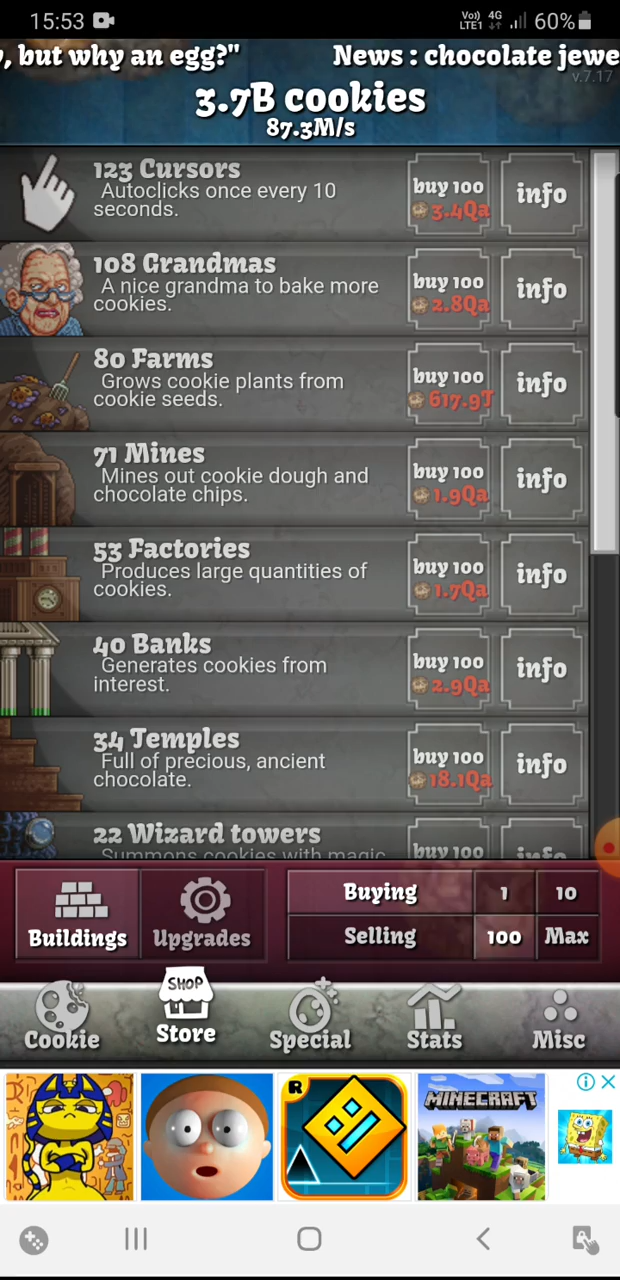 15:53
Vo)) 4G
LTE1
60%
, but why an egg?" News : chocolate jewe
v.7.17
3.7B cookies
87.3M/s
123 Cursors
Autoclicks once every 10
seconds.
buy 100
3.4Qa
info
108 Grandmas
A nice grandma to bake more
cookies.
buy 100
2.8Qa
info
80 Farms
Grows cookie plants from
cookie seeds.
buy 100
617.9T
info
71 Mines
Mines out cookie dough and
chocolate chips.
buy 100
1.9Qa
info
53 Factories
Produces large quantities of
cookies.
buy 100
1.7Qa
info
40 Banks
Generates cookies from
interest.
buy 100
2.9Qa
info
34 Temples
Full of precious, ancient
chocolate.
buy 100
18.1Qa
info
22 Wizard towers
Summons cookies with magic
buy 100
info
Buildings
Upgrades
Buying 1 10
Selling 100 Max
Cookie
SHOP
Store
Special
Stats
Misc
R
MINECRAFT